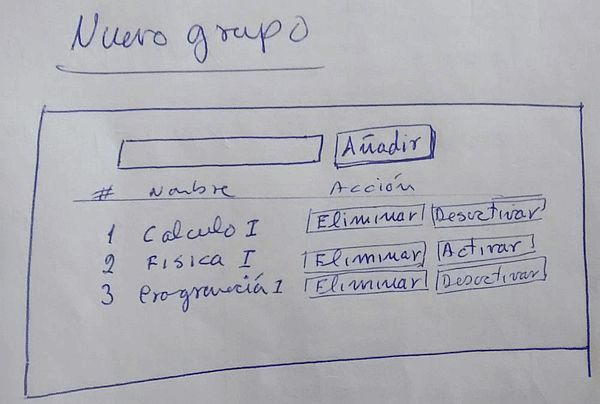 Nuevo grupo
Añadir
# Nombre Acción
1 Calculo I Eliminar Desactivar
2 Fisica I Eliminar Activar
3 Programación I Eliminar Desactivar